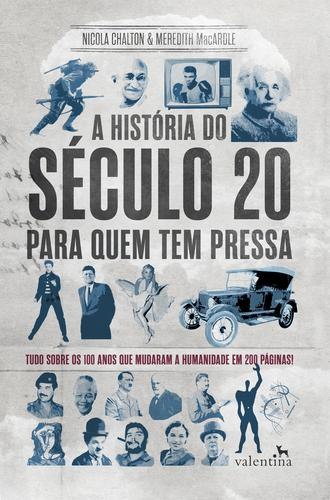 NICOLA CHALTON & MEREDITH MacARDLE
A HISTÓRIA DO
SÉCULO 20
PARA QUEM TEM PRESSA
TUDO SOBRE OS 100 ANOS QUE MUDARAM A HUMANIDADE EM 200 PÁGINAS!
valentina